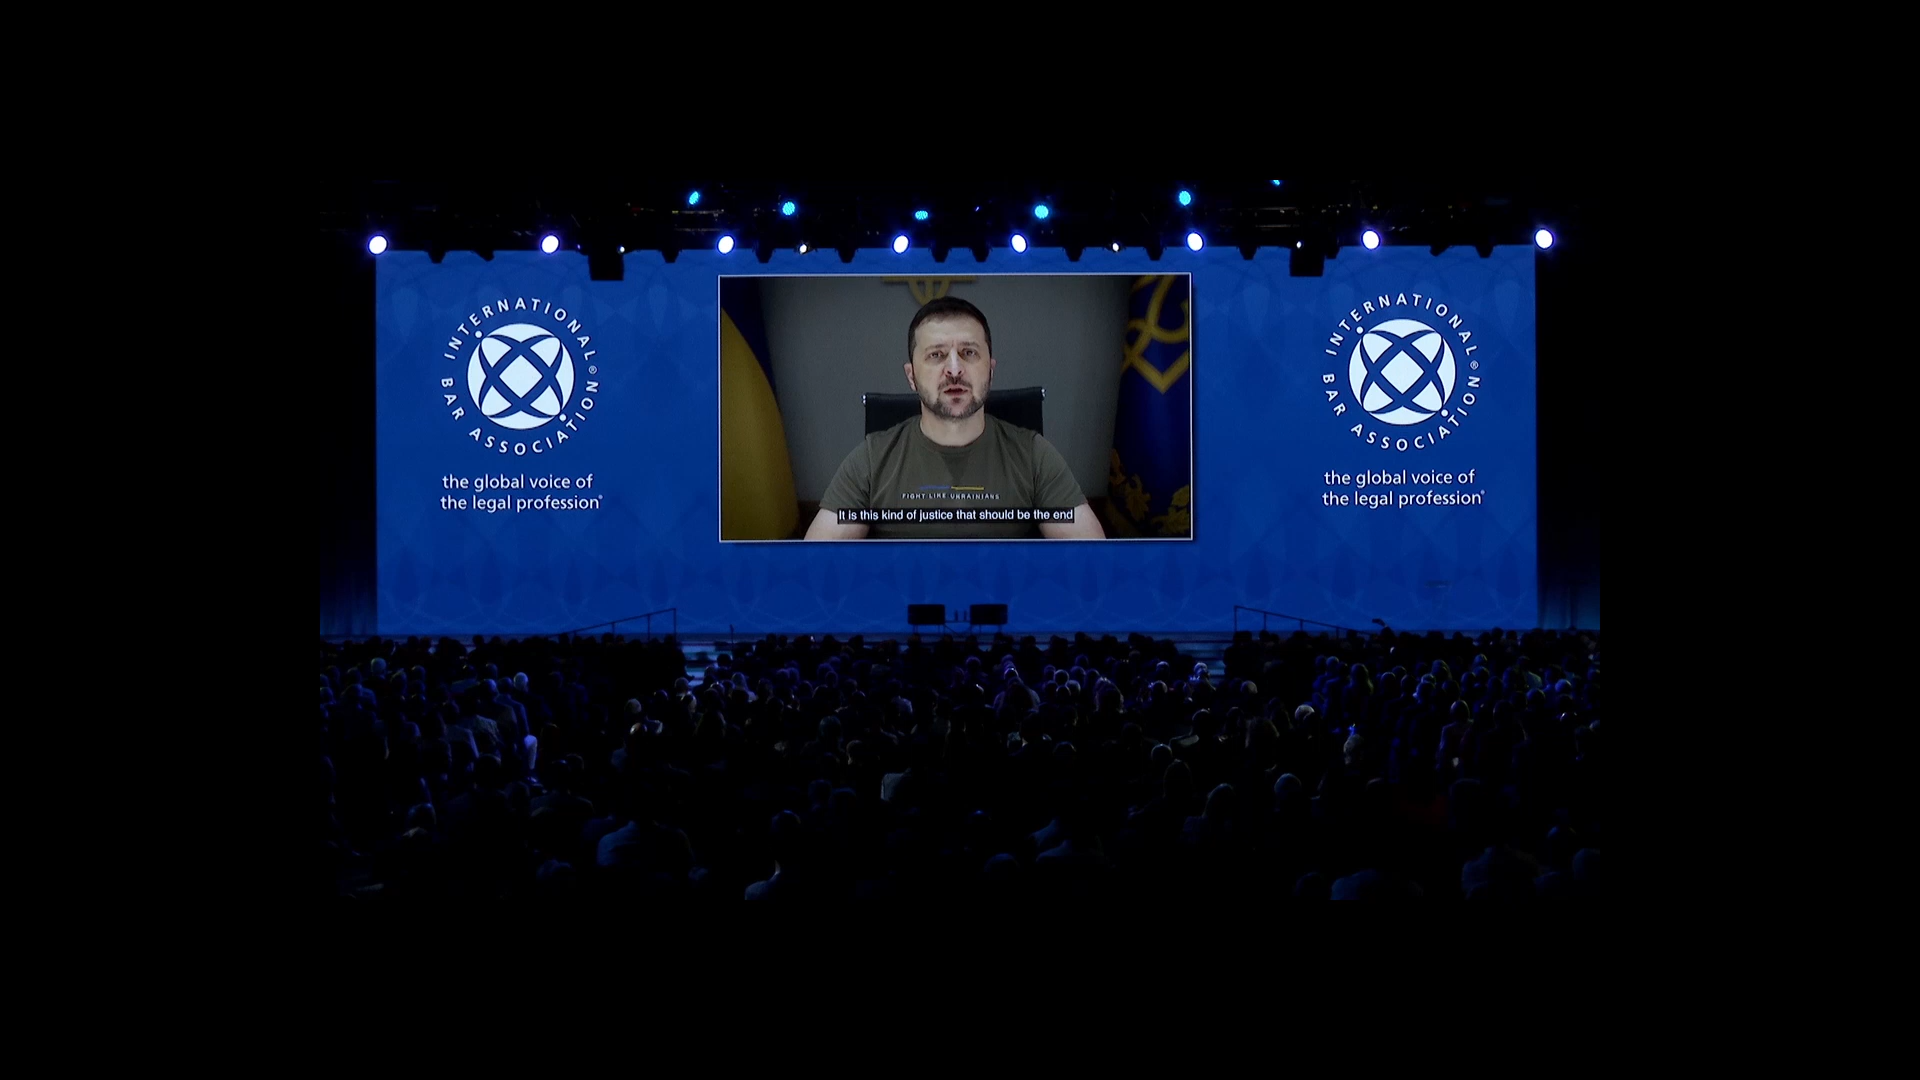 INTERNATIONAL®
BAR ASSOCIATION
the global voice of
the legal profession®
FIGHT LIKE UKRAINIANS
It is this kind of justice that should be the end
INTERNATIONAL®
BAR ASSOCIATION
the global voice of
the legal profession®